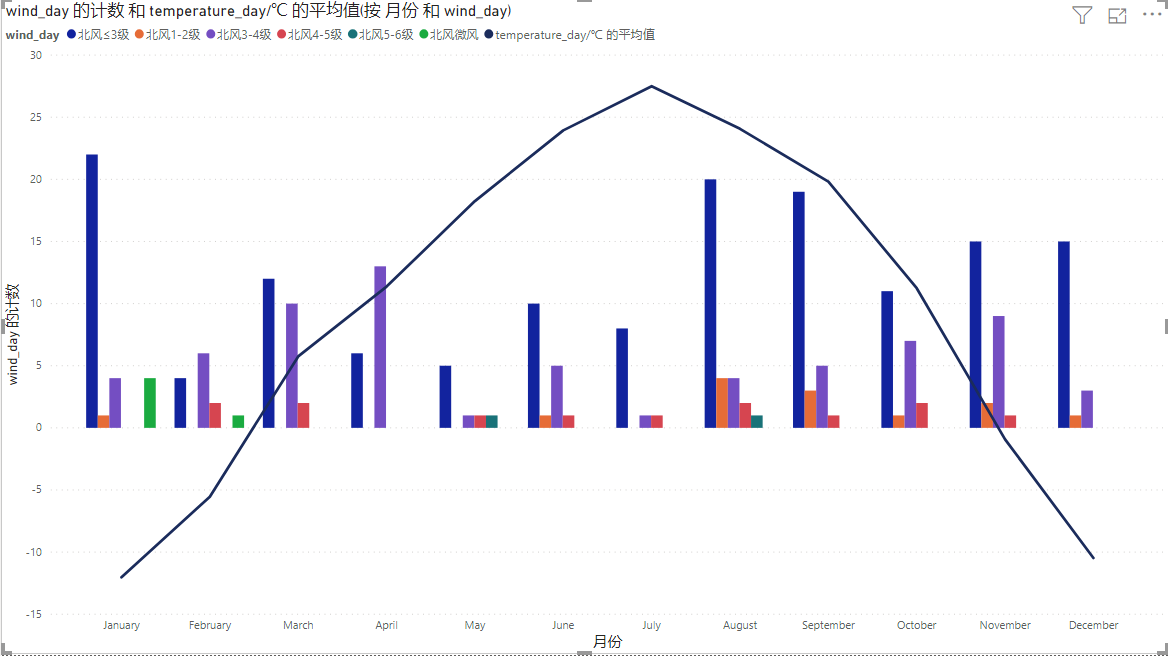 wind_day 的计数 和 temperature_day/℃ 的平均值(按 月份 和 wind_day)
wind_day 北风≤3级 北风1-2级 北风3-4级 北风4-5级 北风5-6级 北风微风 temperature_day/℃ 的平均值
30
25
20
15
10
5
0
-5
-10
-15
wind_day 的计数
January February March April May June July August September October November December
月份